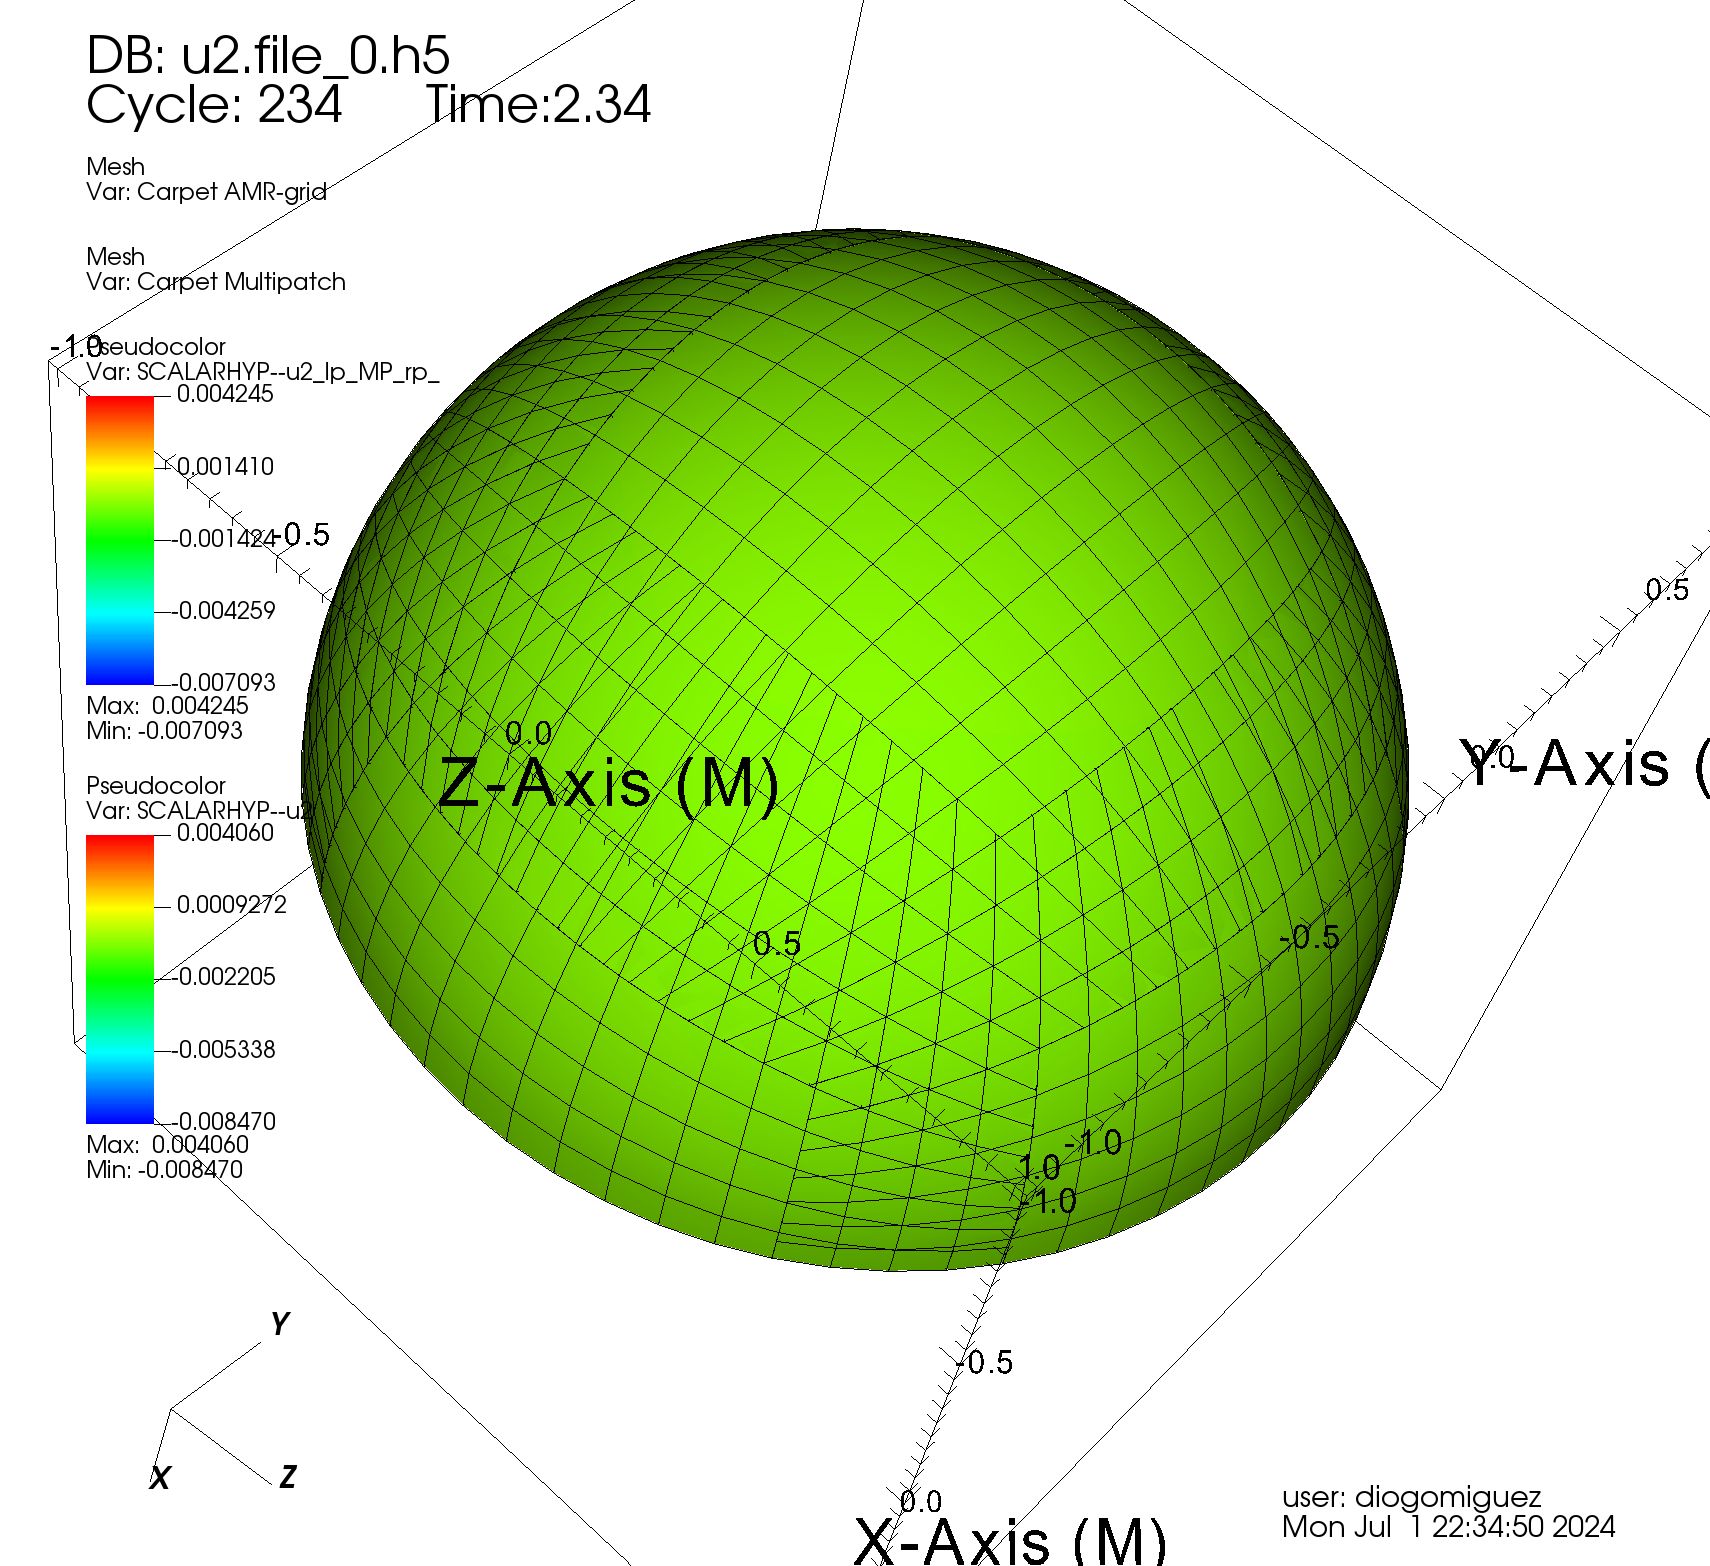 DB: u2.file_0.h5
Cycle: 234 Time:2.34
Mesh
Var: Carpet AMR-grid
Mesh
Var: Carpet Multipatch
-1.0
Pseudocolor
Var: SCALARHYP--u2_lp_MP_rp_
0.004245
0.001410
-0.001424
-0.004259
-0.007093
Max: 0.004245
Min: -0.007093
Pseudocolor
Var: SCALARHYP--u2
0.004060
0.0009272
-0.002205
-0.005338
-0.008470
Max: 0.004060
Min: -0.008470
-0.5
0.0
Z-Axis (M)
0.5
1.0
0.5
0.0
Y-Axis (
-0.5
-1.0
-1.0
-0.5
0.0
X-Axis (M)
Y
X
Z
user: diogomiguez
Mon Jul 1 22:34:50 2024